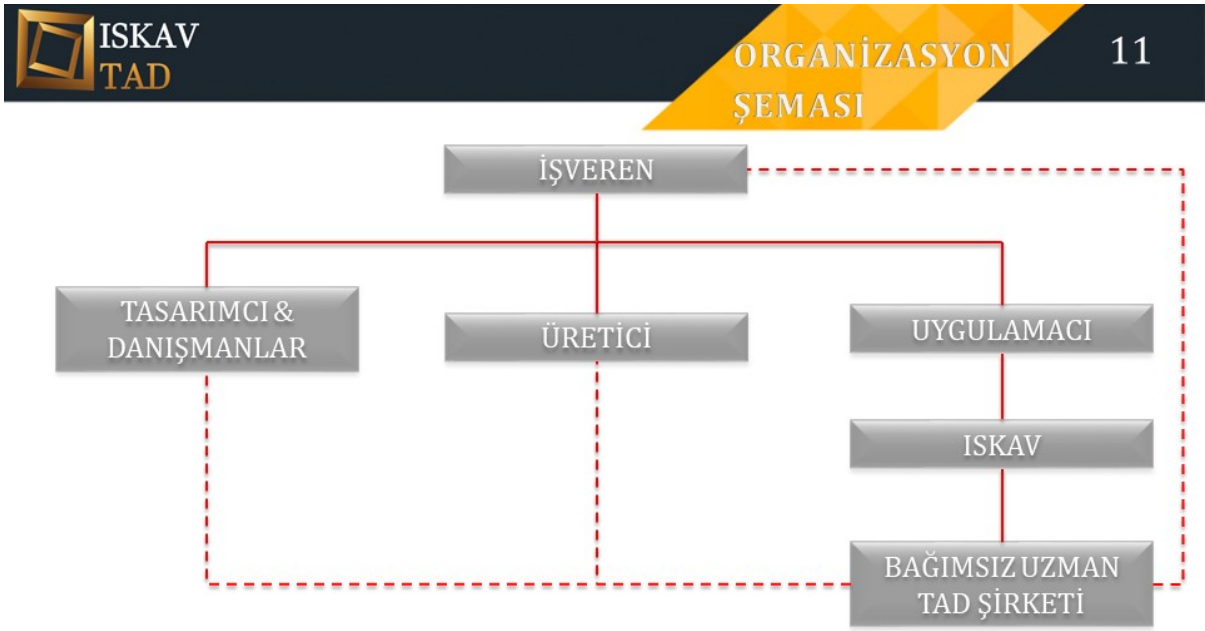 ISKAV
TAD
ORGANİZASYON
ŞEMASI
11
İŞVEREN
TASARIMCI &
DANIŞMANLAR
ÜRETİCİ
UYGULAMACI
ISKAV
BAĞIMSIZ UZMAN
TAD ŞİRKETİ